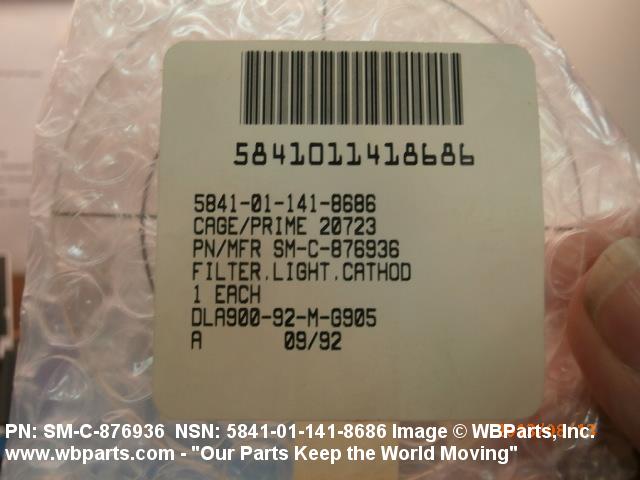 5841011418686
5841-01-141-8686
CAGE/PRIME 20723
PN/MFR SM-C-876936
FILTER,LIGHT,CATHOD
1 EACH
DLA900-92-M-G905
A 09/92
PN: SM-C-876936 NSN: 5841-01-141-8686 Image © WBParts, Inc.
www.wbparts.com - "Our Parts Keep the World Moving"